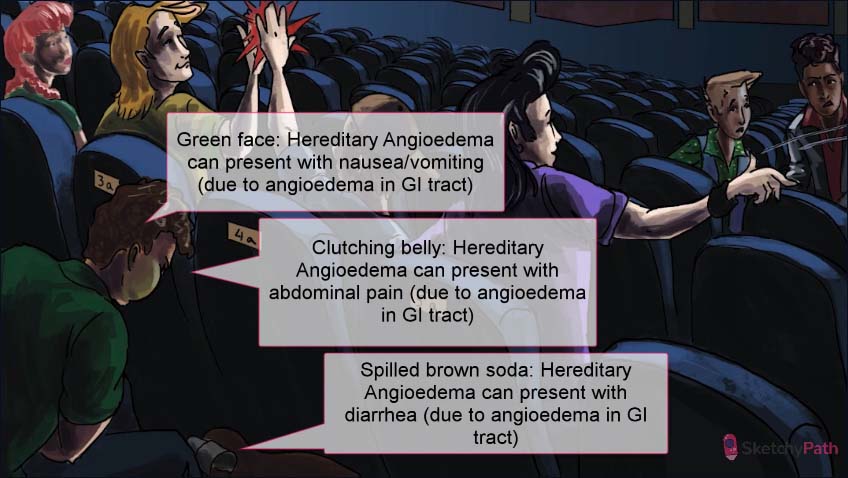 Green face: Hereditary Angioedema
can present with nausea/vomiting
(due to angioedema in GI tract)
3a
4a
Clutching belly: Hereditary
Angioedema can present with
abdominal pain (due to angioedema
in GI tract)
Spilled brown soda: Hereditary
Angioedema can present with
diarrhea (due to angioedema in GI
tract)
SketchyPath